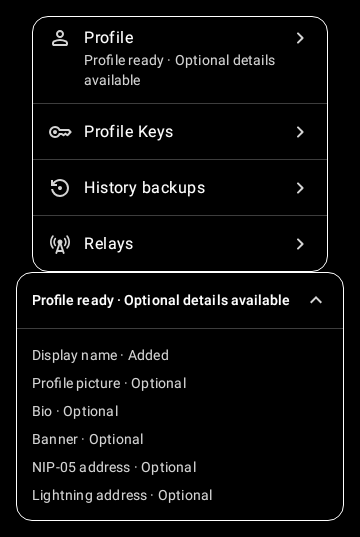 Profile
Profile ready · Optional details
available
Profile Keys
History backups
Relays
Profile ready · Optional details available
Display name · Added
Profile picture · Optional
Bio · Optional
Banner · Optional
NIP-05 address · Optional
Lightning address · Optional